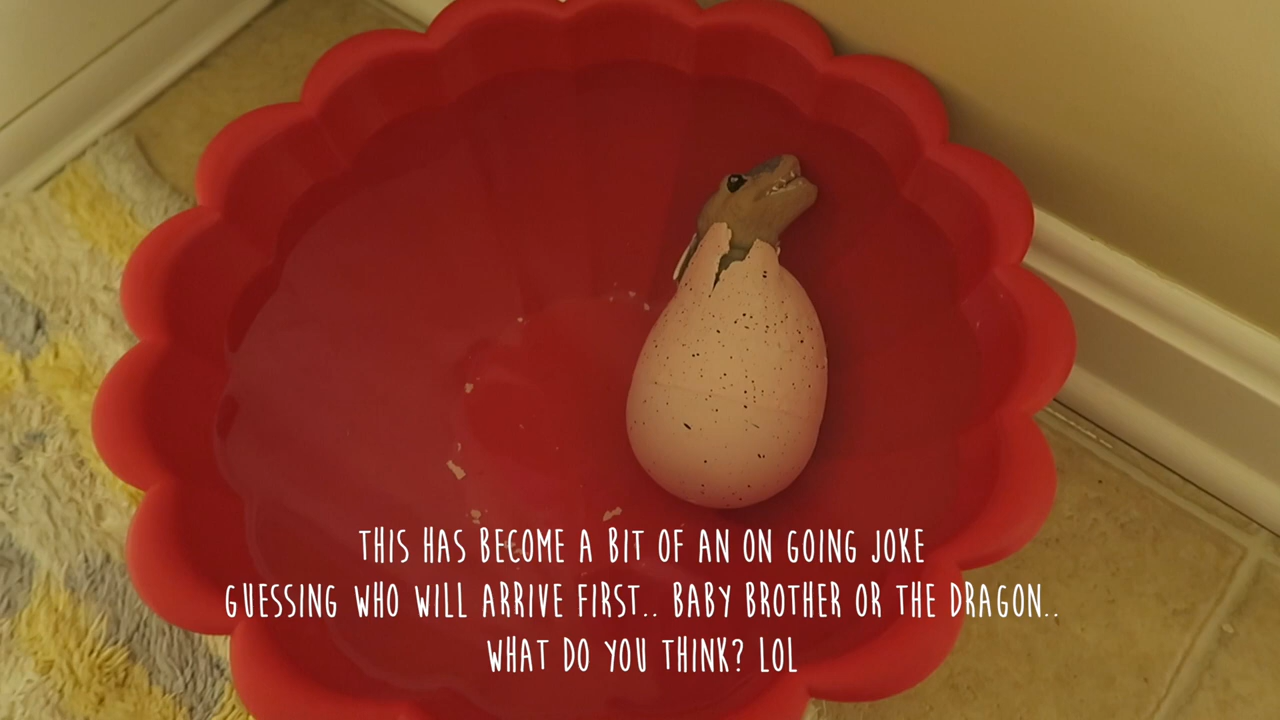 THIS HAS BECOME A BIT OF AN ON GOING JOKE
GUESSING WHO WILL ARRIVE FIRST.. BABY BROTHER OR THE DRAGON..
WHAT DO YOU THINK? LOL